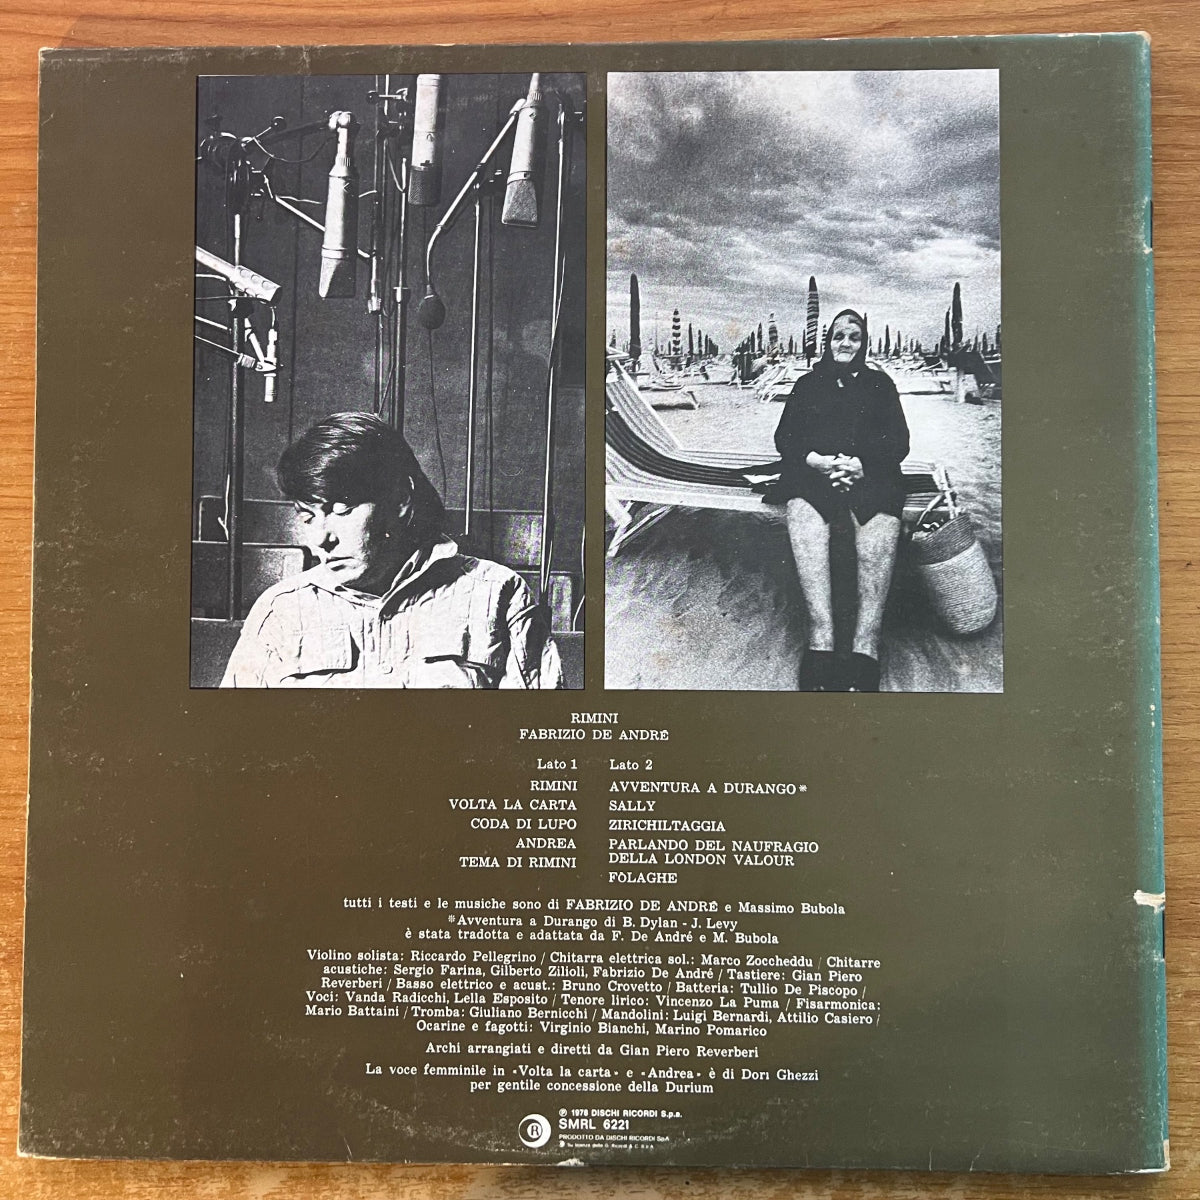 RIMINI
FABRIZIO DE ANDRÉ
Lato 1
RIMINI
VOLTA LA CARTA
CODA DI LUPO
ANDREA
TEMA DI RIMINI
Lato 2
AVVENTURA A DURANGO*
SALLY
ZIRICHILTAGGIA
PARLANDO DEL NAUFRAGIO
DELLA LONDON VALOUR
FÒLAGHE
tutti i testi e le musiche sono di FABRIZIO DE ANDRÉ e Massimo Bubola
*Avventura a Durango di B. Dylan - J. Levy
è stata tradotta e adattata da F. De André e M. Bubola
Violino solista: Riccardo Pellegrino / Chitarra elettrica sol.: Marco Zoccheddu / Chitarre
acustiche: Sergio Farina, Gilberto Zilioli, Fabrizio De André / Tastiere: Gian Piero
Reverberi / Basso elettrico e acust.: Bruno Crovetto / Batteria: Tullio De Piscopo /
Voci: Vanda Radicchi, Lella Esposito / Tenore lirico: Vincenzo La Puma / Fisarmonica:
Mario Battaini / Tromba: Giuliano Bernicchi / Mandolini: Luigi Bernardi, Attilio Casiero /
Ocarine e fagotti: Virginio Bianchi, Marino Pomarico
Archi arrangiati e diretti da Gian Piero Reverberi
La voce femminile in «Volta la carta» e «Andrea» è di Dori Ghezzi
per gentile concessione della Durium
R
℗ 1978 DISCHI RICORDI S.p.a.
SMRL 6221
PRODOTTO DA DISCHI RICORDI SpA